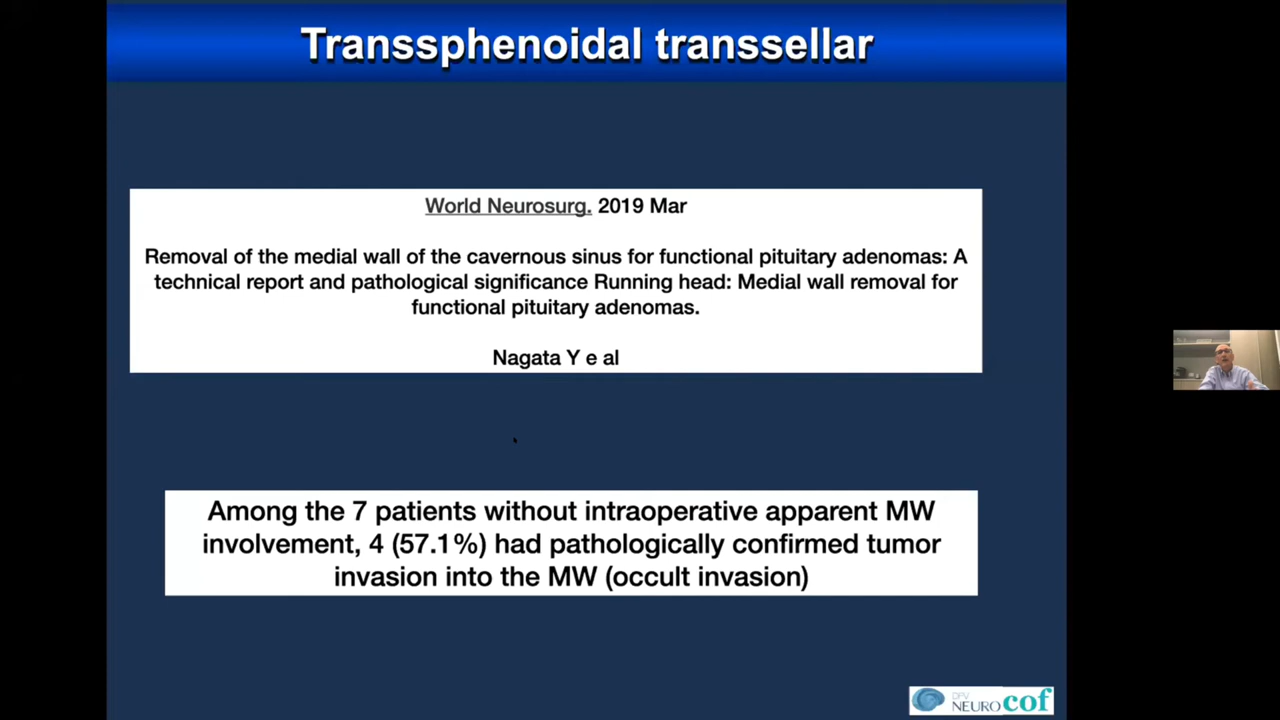 Transsphenoidal transsellar
World Neurosurg. 2019 Mar
Removal of the medial wall of the cavernous sinus for functional pituitary adenomas: A
technical report and pathological significance Running head: Medial wall removal for
functional pituitary adenomas.
Nagata Y e al
Among the 7 patients without intraoperative apparent MW
involvement, 4 (57.1%) had pathologically confirmed tumor
invasion into the MW (occult invasion)
DFV
NEURO cof